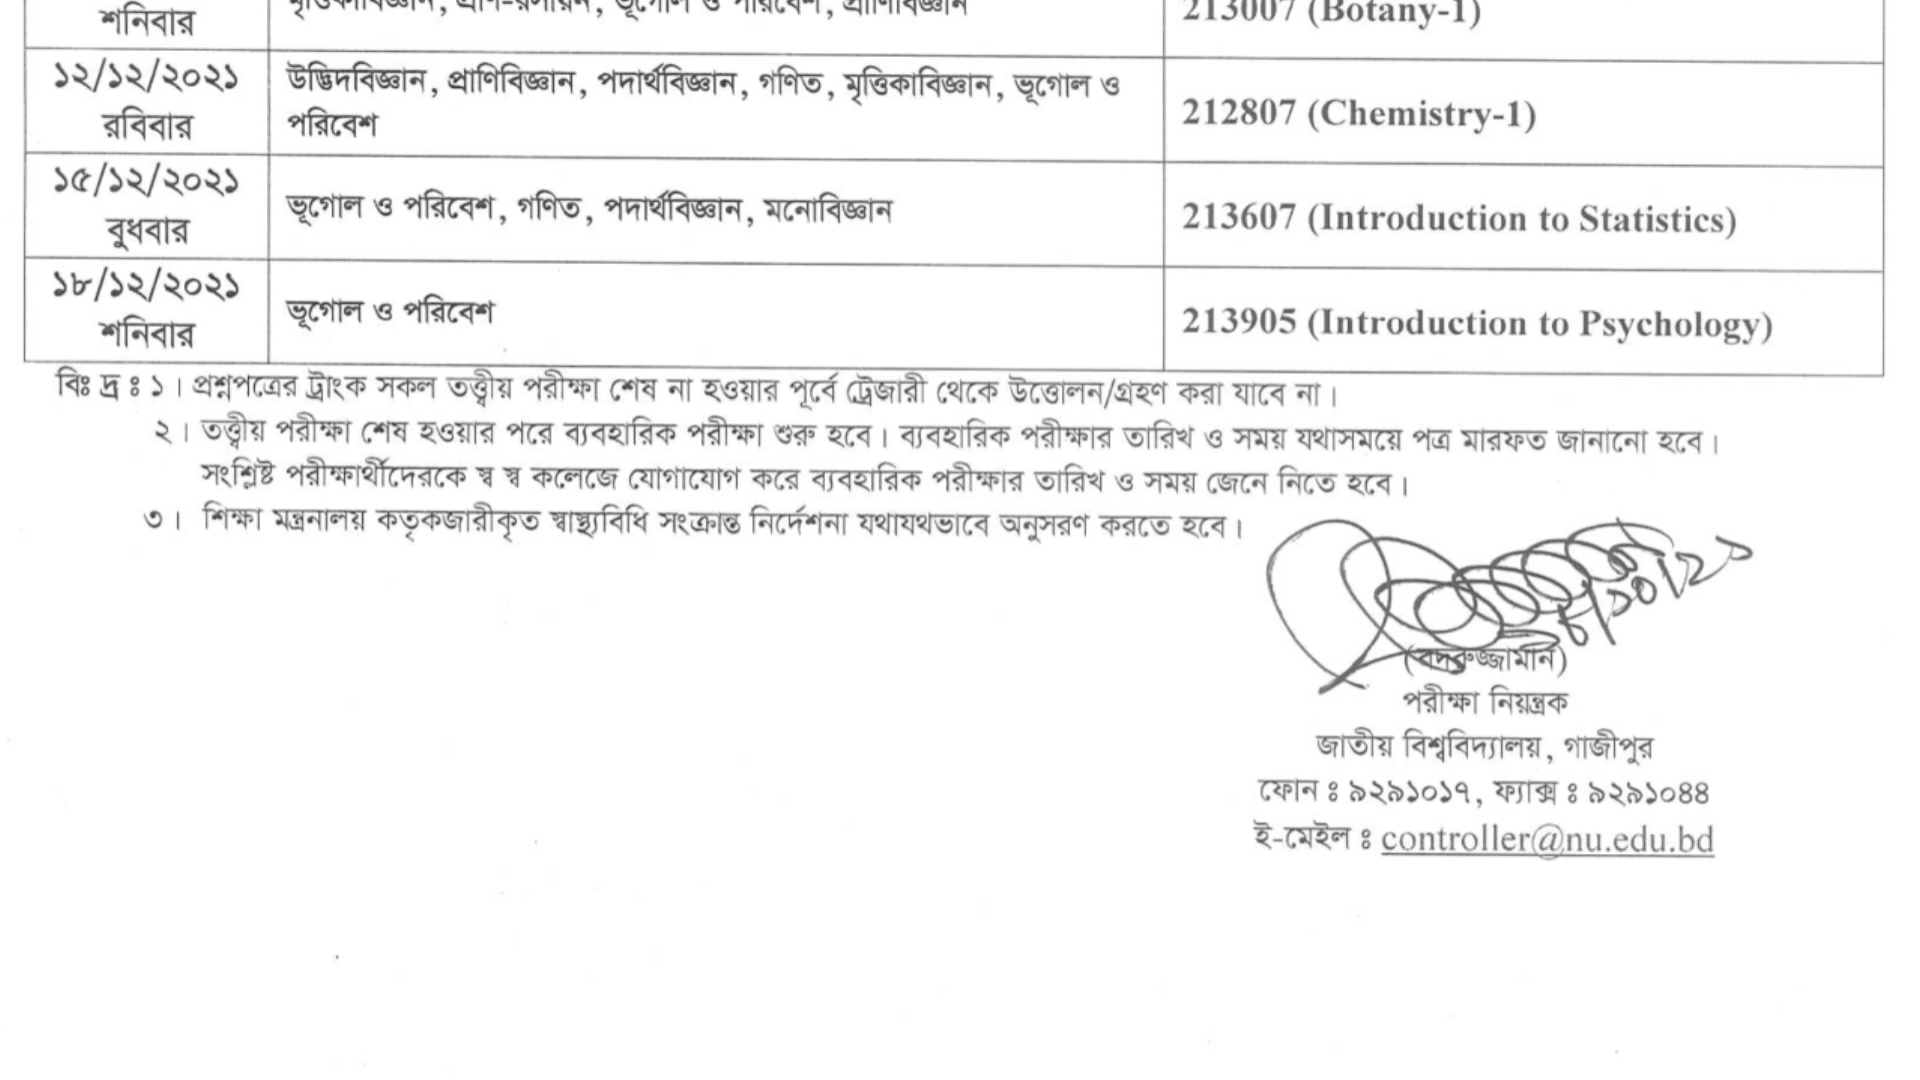 শনিবার
মৃত্তিকাবিজ্ঞান, প্রাণ-রসায়ন, ভূগোল ও পরিবেশ, প্রাণিবিজ্ঞান
213007 (Botany-1)
১২/১২/২০২১
রবিবার
উদ্ভিদবিজ্ঞান, প্রাণিবিজ্ঞান, পদার্থবিজ্ঞান, গণিত, মৃত্তিকাবিজ্ঞান, ভূগোল ও
পরিবেশ
212807 (Chemistry-1)
১৫/১২/২০২১
বুধবার
ভূগোল ও পরিবেশ, গণিত, পদার্থবিজ্ঞান, মনোবিজ্ঞান
213607 (Introduction to Statistics)
১৮/১২/২০২১
শনিবার
ভূগোল ও পরিবেশ
213905 (Introduction to Psychology)
বিঃ দ্রঃ ১। প্রশ্নপত্রের ট্রাংক সকল তত্ত্বীয় পরীক্ষা শেষ না হওয়ার পূর্বে ট্রেজারী থেকে উত্তোলন/গ্রহণ করা যাবে না।
২। তত্ত্বীয় পরীক্ষা শেষ হওয়ার পরে ব্যবহারিক পরীক্ষা শুরু হবে। ব্যবহারিক পরীক্ষার তারিখ ও সময় যথাসময়ে পত্র মারফত জানানো হবে।
সংশ্লিষ্ট পরীক্ষার্থীদেরকে স্ব স্ব কলেজে যোগাযোগ করে ব্যবহারিক পরীক্ষার তারিখ ও সময় জেনে নিতে হবে।
৩। শিক্ষা মন্ত্রনালয় কতৃকজারীকৃত স্বাস্থ্যবিধি সংক্রান্ত নির্দেশনা যথাযথভাবে অনুসরণ করতে হবে।
(বদরুজ্জামান)
পরীক্ষা নিয়ন্ত্রক
জাতীয় বিশ্ববিদ্যালয়, গাজীপুর
ফোন ঃ ৯২৯১০১৭, ফ্যাক্স ঃ ৯২৯১০৪৪
ই-মেইল ঃ controller@nu.edu.bd